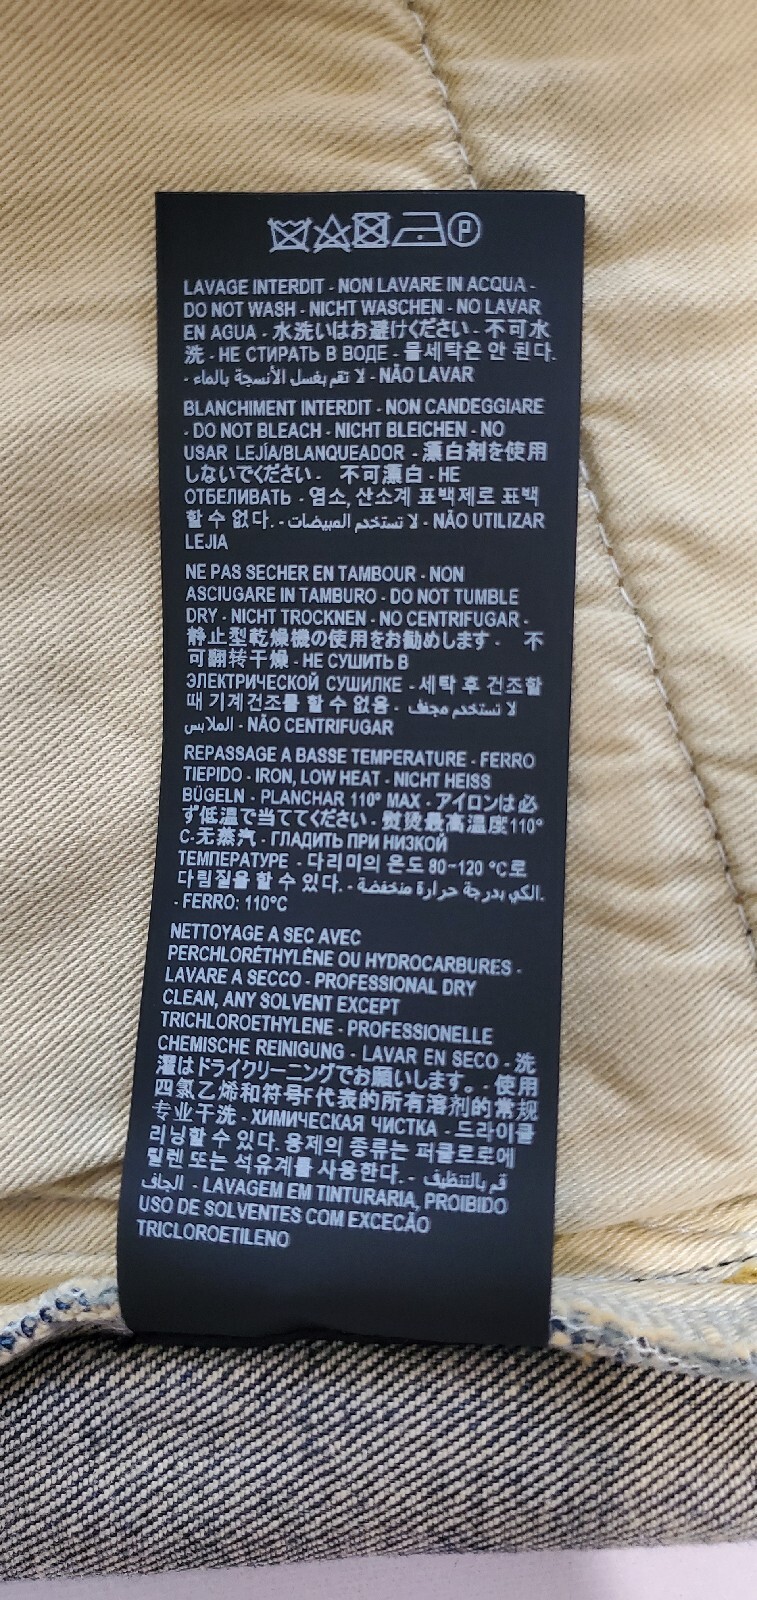 P
LAVAGE INTERDIT - NON LAVARE IN ACQUA -
DO NOT WASH - NICHT WASCHEN - NO LAVAR
EN AGUA - 水洗いはお避けください - 不可水
洗 - НЕ СТИРАТЬ В ВОДЕ - 물세탁은 안 된다.
- لا تقم بغسل الأنسجة بالماء - NÃO LAVAR
BLANCHIMENT INTERDIT - NON CANDEGGIARE
- DO NOT BLEACH - NICHT BLEICHEN - NO
USAR LEJÍA/BLANQUEADOR - 漂白剤を使用
しないでください - 不可漂白 - НЕ
ОТБЕЛИВАТЬ - 염소, 산소계 표백제로 표백
할 수 없다. - لا تستخدم المبيضات - NÃO UTILIZAR
LEJIA
NE PAS SECHER EN TAMBOUR - NON
ASCIUGARE IN TAMBURO - DO NOT TUMBLE
DRY - NICHT TROCKNEN - NO CENTRIFUGAR -
静止型乾燥機の使用をお勧めします - 不
可翻转干燥 - НЕ СУШИТЬ В
ЭЛЕКТРИЧЕСКОЙ СУШИЛКЕ - 세탁 후 건조할
때 기계건조를 할 수 없음 - لا تستخدم مجفف
الملابس - NÃO CENTRIFUGAR
REPASSAGE A BASSE TEMPERATURE - FERRO
TIEPIDO - IRON, LOW HEAT - NICHT HEISS
BÜGELN - PLANCHAR 110° MAX - アイロンは必
ず低温で当ててください - 熨烫最高温度110°
C-无蒸汽 - ГЛАДИТЬ ПРИ НИЗКОЙ
ТЕМПЕРАТУРЕ - 다리미의 온도 80~120 °C로
다림질을 할 수 있다. - الكي بدرجة حرارة منخفضة.
- FERRO: 110°C
NETTOYAGE A SEC AVEC
PERCHLORÉTHYLÈNE OU HYDROCARBURES -
LAVARE A SECCO - PROFESSIONAL DRY
CLEAN, ANY SOLVENT EXCEPT
TRICHLOROETHYLENE - PROFESSIONELLE
CHEMISCHE REINIGUNG - LAVAR EN SECO - 洗
濯はドライクリーニングでお願いします。 - 使用
四氯乙烯和符号F代表的所有溶剂的常规
专业干洗 - ХИМИЧЕСКАЯ ЧИСТКА - 드라이클
리닝할 수 있다. 용제의 종류는 퍼클로로에
틸렌 또는 석유계를 사용한다. - قم بالتنظيف
الجاف - LAVAGEM EM TINTURARIA, PROIBIDO
USO DE SOLVENTES COM EXCECÃO
TRICLOROETILENO